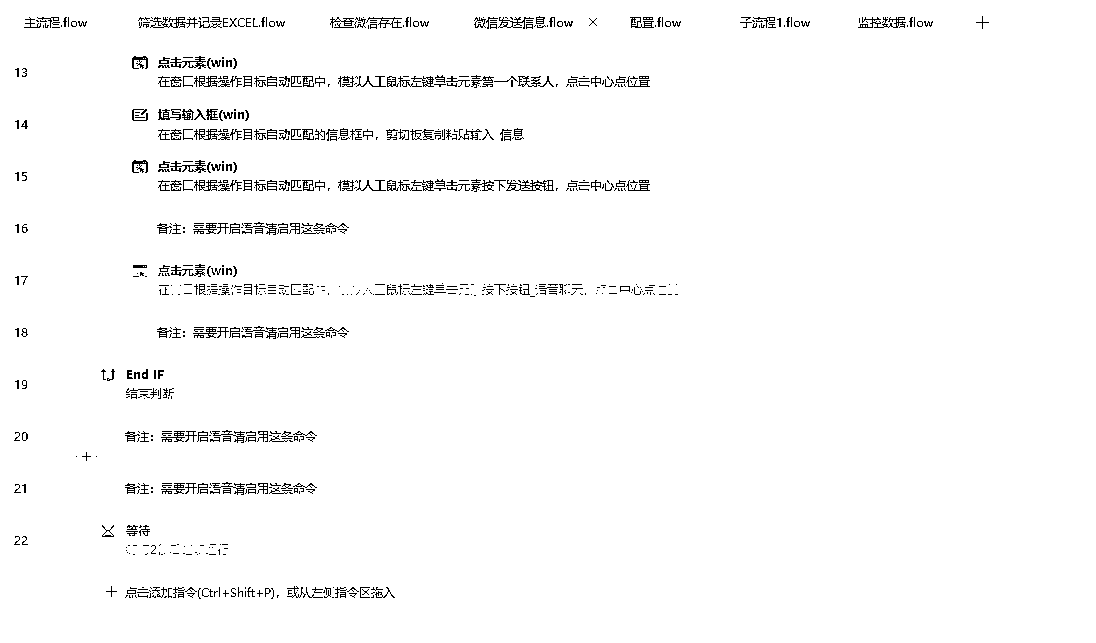 主流程.flow 筛选数据并记录EXCEL.flow 检查微信存在.flow 微信发送信息.flow × 配置.flow 子流程1.flow 监控数据.flow +
13 点击元素(win)
在窗口根据操作目标自动匹配中，模拟人工鼠标左键单击元素第一个联系人，点击中心点位置
14 填写输入框(win)
在窗口根据操作目标自动匹配的信息框中，剪切板复制粘贴输入 信息
15 点击元素(win)
在窗口根据操作目标自动匹配中，模拟人工鼠标左键单击元素按下发送按钮，点击中心点位置
16 备注：需要开启语音请启用这条命令
17 点击元素(win)
在窗口根据操作目标自动匹配中，模拟人工鼠标左键单击元素按下按钮_语音聊天，点击中心点位置
18 备注：需要开启语音请启用这条命令
19 End IF
结束判断
20 备注：需要开启语音请启用这条命令
21 备注：需要开启语音请启用这条命令
22 等待
+ 点击添加指令(Ctrl+Shift+P)，或从左侧指令区拖入